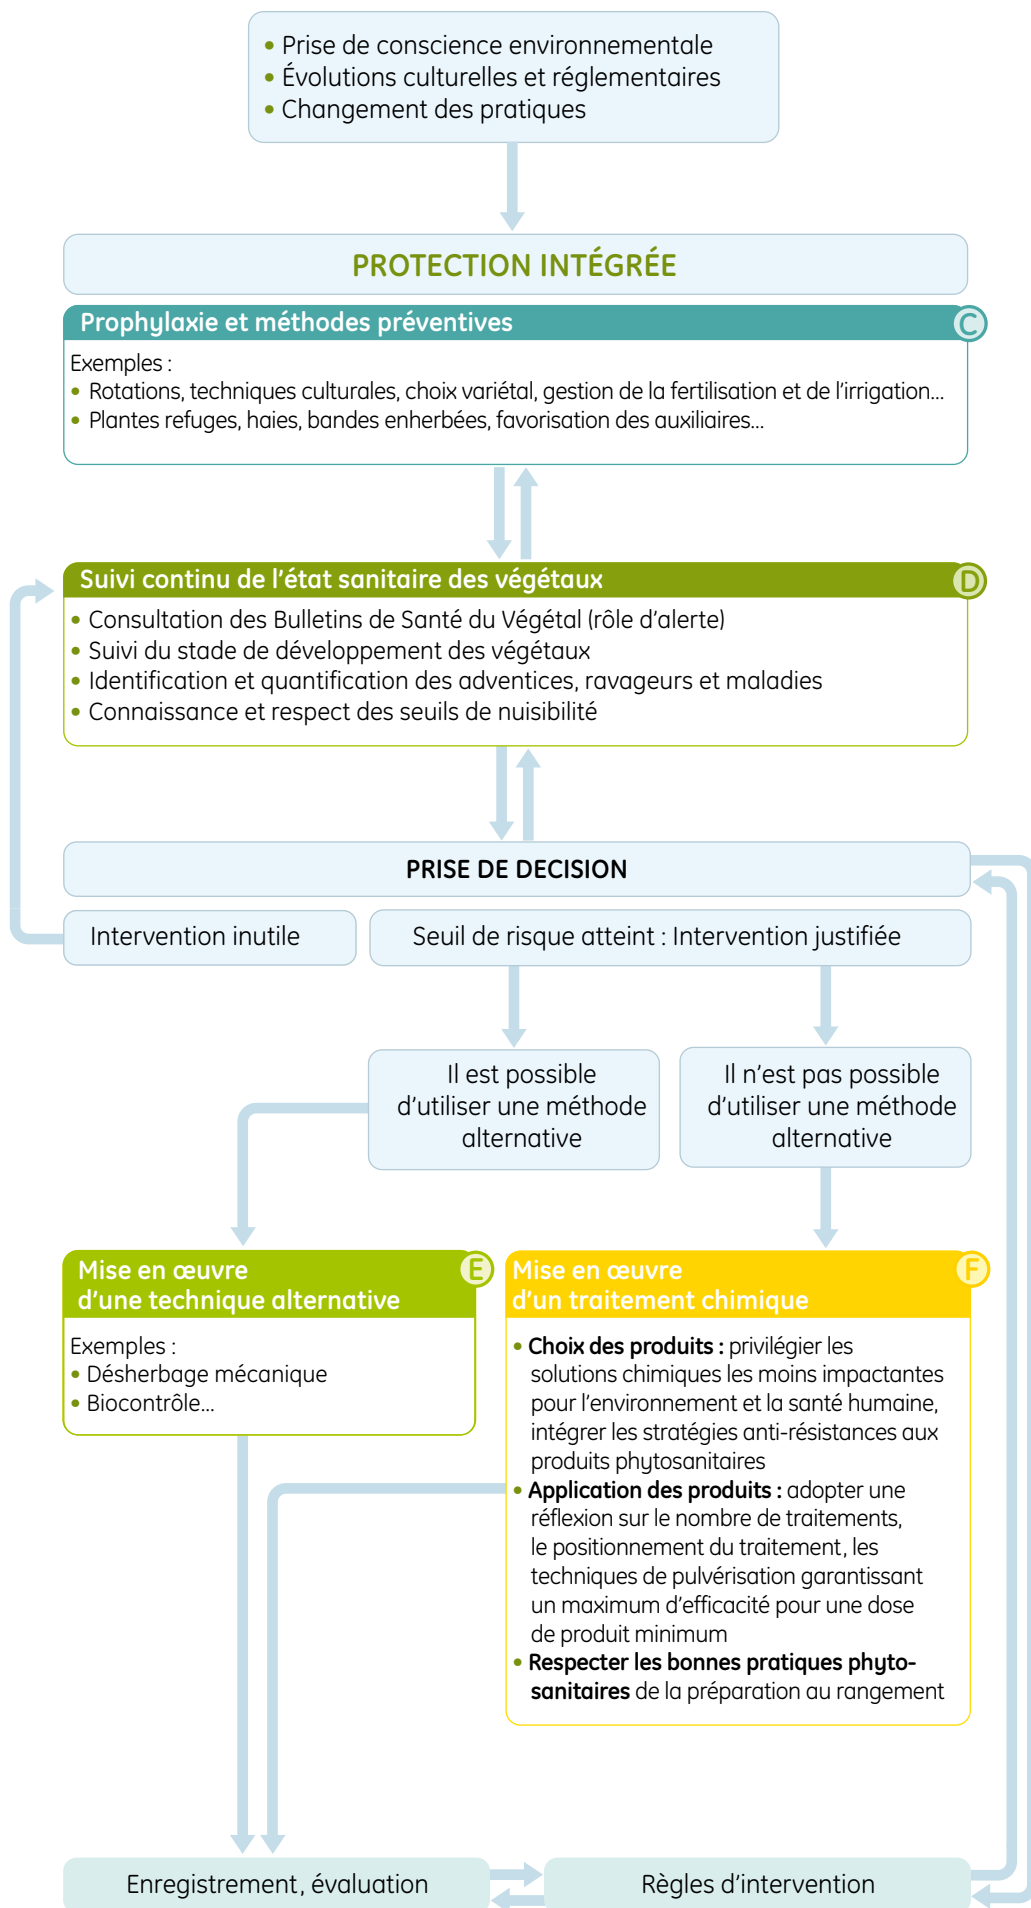 • Prise de conscience environnementale
• Évolutions culturelles et réglementaires
• Changement des pratiques
PROTECTION INTÉGRÉE
Prophylaxie et méthodes préventives
C
Exemples :
• Rotations, techniques culturales, choix variétal, gestion de la fertilisation et de l'irrigation...
• Plantes refuges, haies, bandes enherbées, favorisation des auxiliaires...
Suivi continu de l'état sanitaire des végétaux
D
• Consultation des Bulletins de Santé du Végétal (rôle d'alerte)
• Suivi du stade de développement des végétaux
• Identification et quantification des adventices, ravageurs et maladies
• Connaissance et respect des seuils de nuisibilité
PRISE DE DECISION
Intervention inutile
Seuil de risque atteint : Intervention justifiée
Il est possible
d'utiliser une méthode
alternative
Il n'est pas possible
d'utiliser une méthode
alternative
Mise en œuvre
d'une technique alternative
E
Exemples :
• Désherbage mécanique
• Biocontrôle...
Mise en œuvre
d'un traitement chimique
F
• Choix des produits : privilégier les
solutions chimiques les moins impactantes
pour l'environnement et la santé humaine,
intégrer les stratégies anti-résistances aux
produits phytosanitaires
• Application des produits : adopter une
réflexion sur le nombre de traitements,
le positionnement du traitement, les
techniques de pulvérisation garantissant
un maximum d'efficacité pour une dose
de produit minimum
• Respecter les bonnes pratiques phyto-
sanitaires de la préparation au rangement
Enregistrement, évaluation
Règles d'intervention